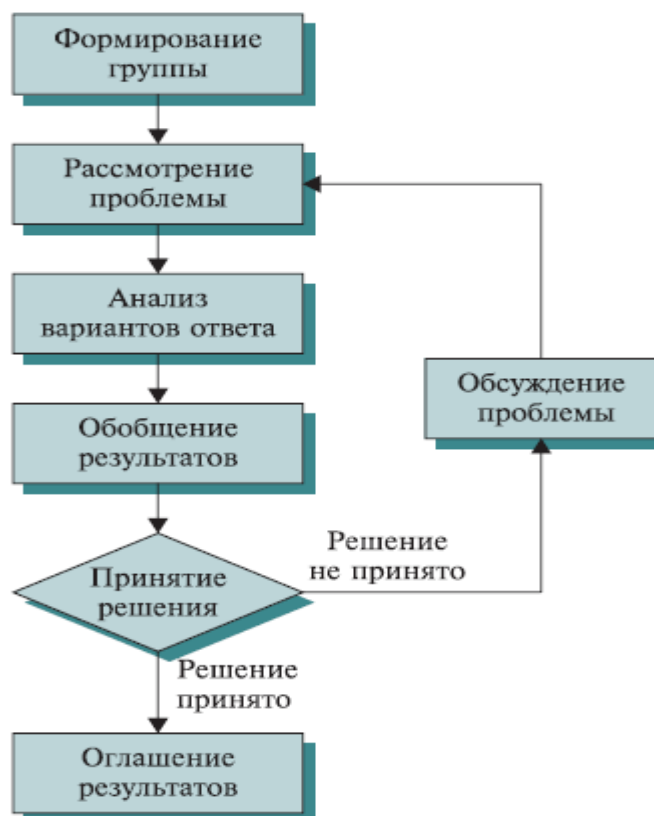 Формирование
группы
Рассмотрение
проблемы
Анализ
вариантов ответа
Обсуждение
проблемы
Обобщение
результатов
Решение
не принято
Принятие
решения
Решение
принято
Оглашение
результатов